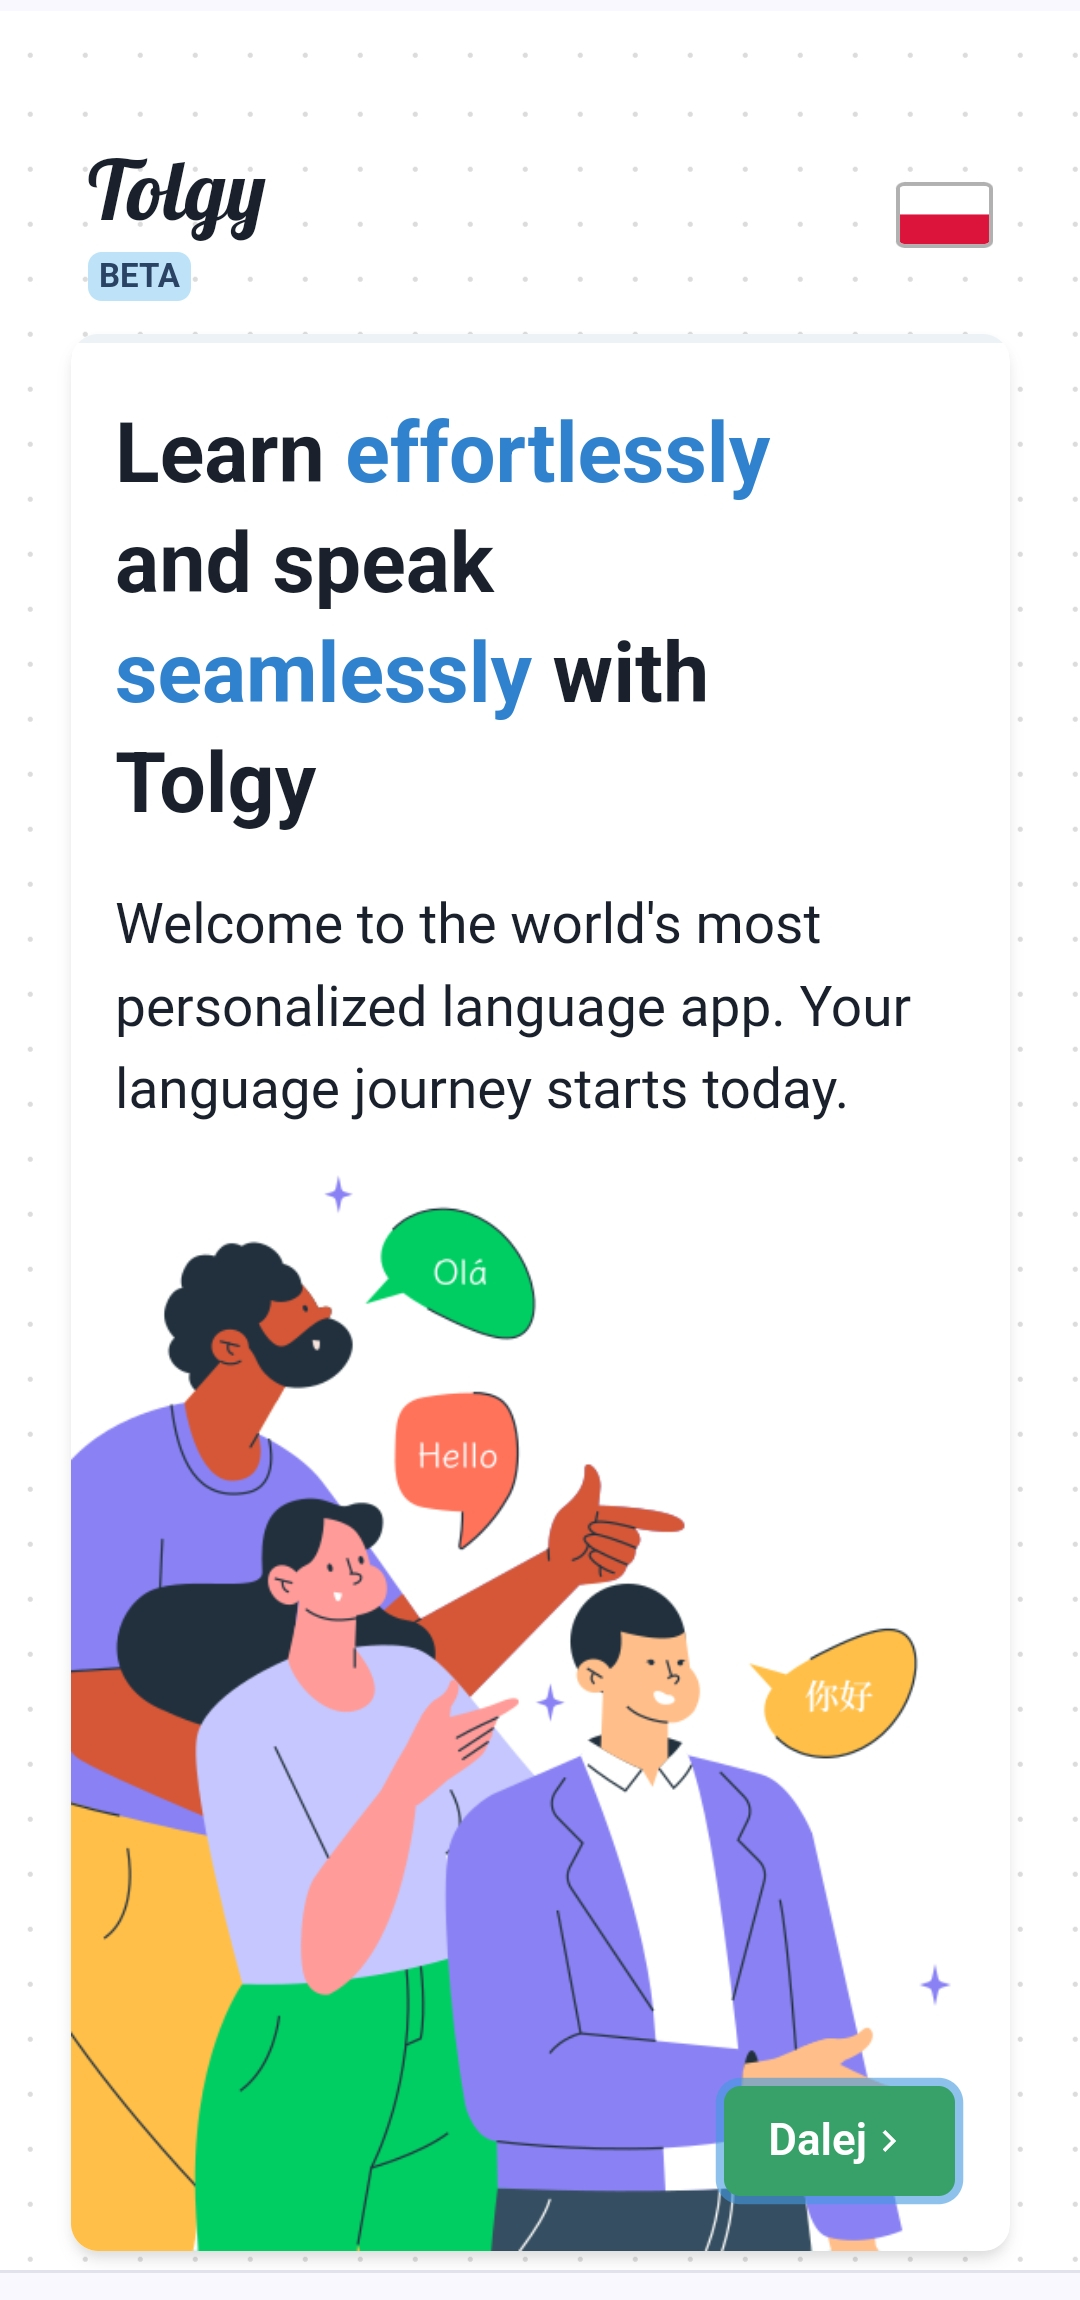 Tolgy
BETA
Learn effortlessly
and speak
seamlessly with
Tolgy
Welcome to the world's most
personalized language app. Your
language journey starts today.
Olá
Hello
你好
Dalej